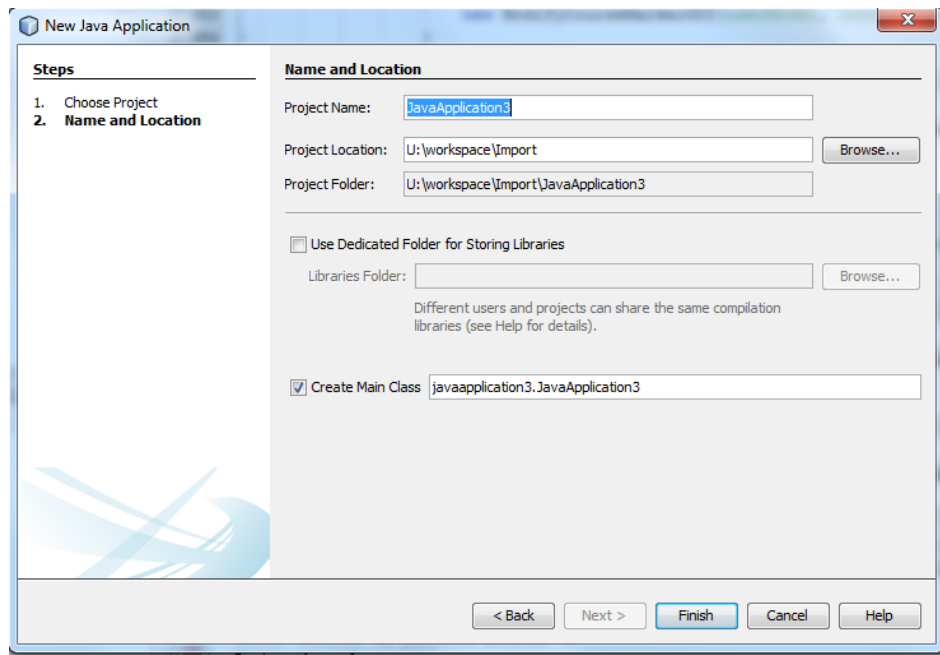 New Java Application
Steps
1. Choose Project
2. Name and Location
Name and Location
Project Name: JavaApplication3
Project Location: U:\workspace\Import Browse...
Project Folder: U:\workspace\Import\JavaApplication3
Use Dedicated Folder for Storing Libraries
Libraries Folder: Browse...
Different users and projects can share the same compilation
libraries (see Help for details).
Create Main Class javaapplication3.JavaApplication3
< Back Next > Finish Cancel Help